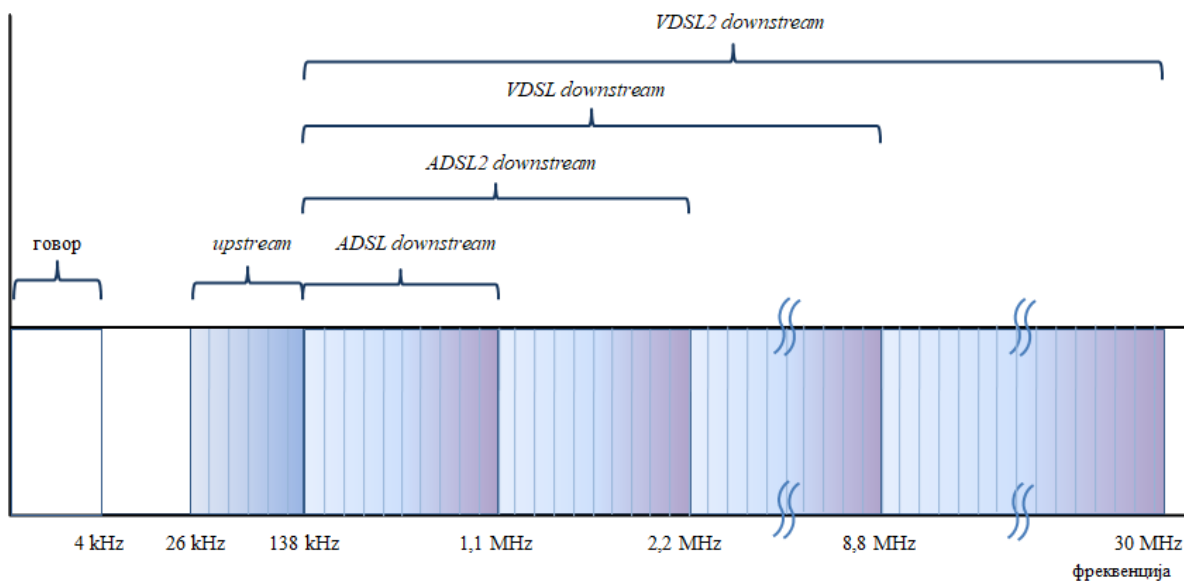 VDSL2 downstream
VDSL downstream
ADSL2 downstream
говор
upstream
ADSL downstream
4 kHz
26 kHz
138 kHz
1,1 MHz
2,2 MHz
8,8 MHz
30 MHz
фреквенција